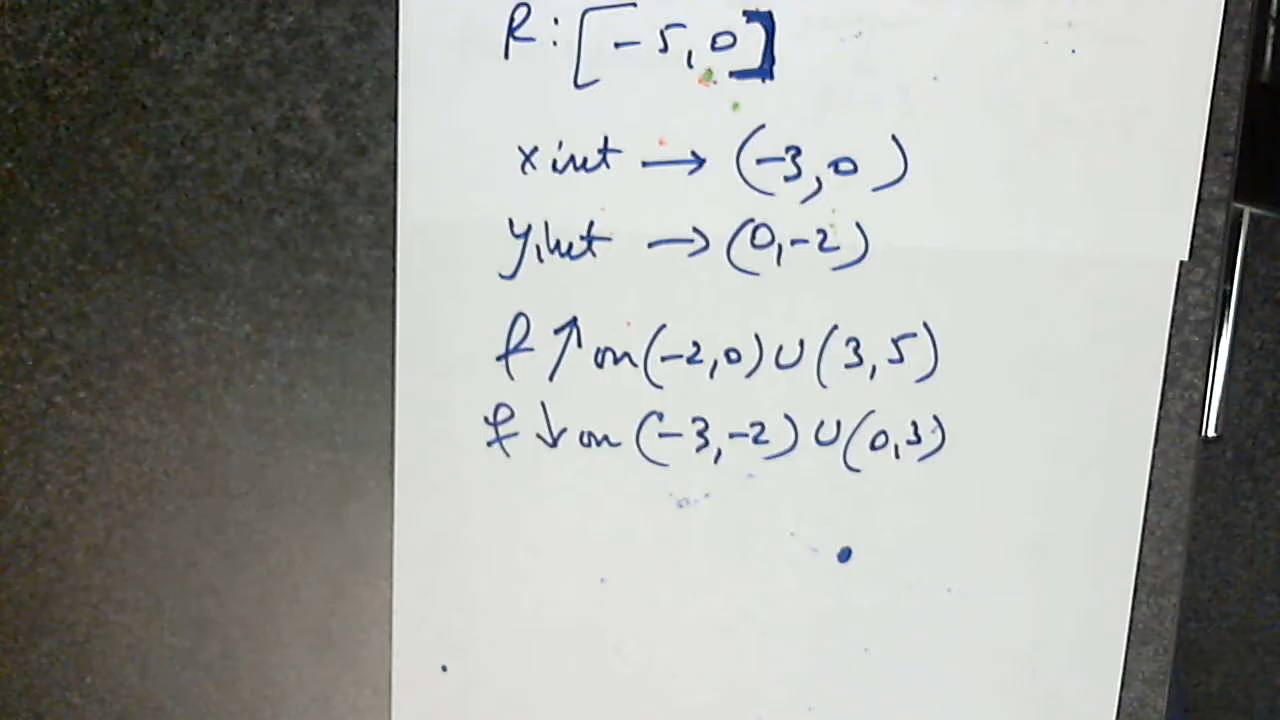 R: [-5,0]
x int → (-3,0)
y int → (0,-2)
f ↑ on (-2,0) ∪ (3,5)
f ↓ on (-3,-2) ∪ (0,3)